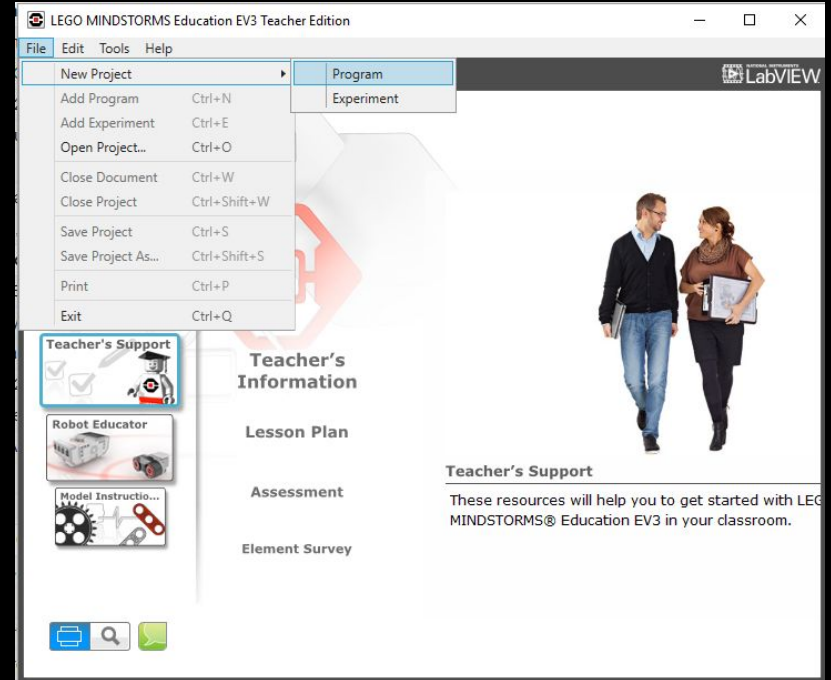 LEGO MINDSTORMS Education EV3 Teacher Edition
File Edit Tools Help
New Project
Program
Experiment
Add Program Ctrl+N
Add Experiment Ctrl+E
Open Project... Ctrl+O
Close Document Ctrl+W
Close Project Ctrl+Shift+W
Save Project Ctrl+S
Save Project As... Ctrl+Shift+S
Print Ctrl+P
Exit Ctrl+Q
NATIONAL INSTRUMENTS
LabVIEW
Teacher's Support
Robot Educator
Model Instructio...
Teacher's
Information
Lesson Plan
Assessment
Element Survey
Teacher's Support
These resources will help you to get started with LEG
MINDSTORMS® Education EV3 in your classroom.